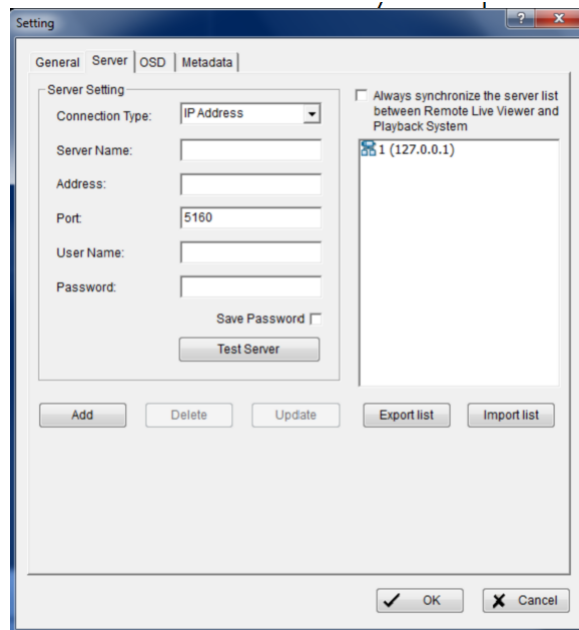 Setting
General Server OSD Metadata
Server Setting
Connection Type: IP Address
Server Name:
Address:
Port: 5160
User Name:
Password:
Save Password
Test Server
Always synchronize the server list
between Remote Live Viewer and
Playback System
1 (127.0.0.1)
Add Delete Update Export list Import list
OK Cancel